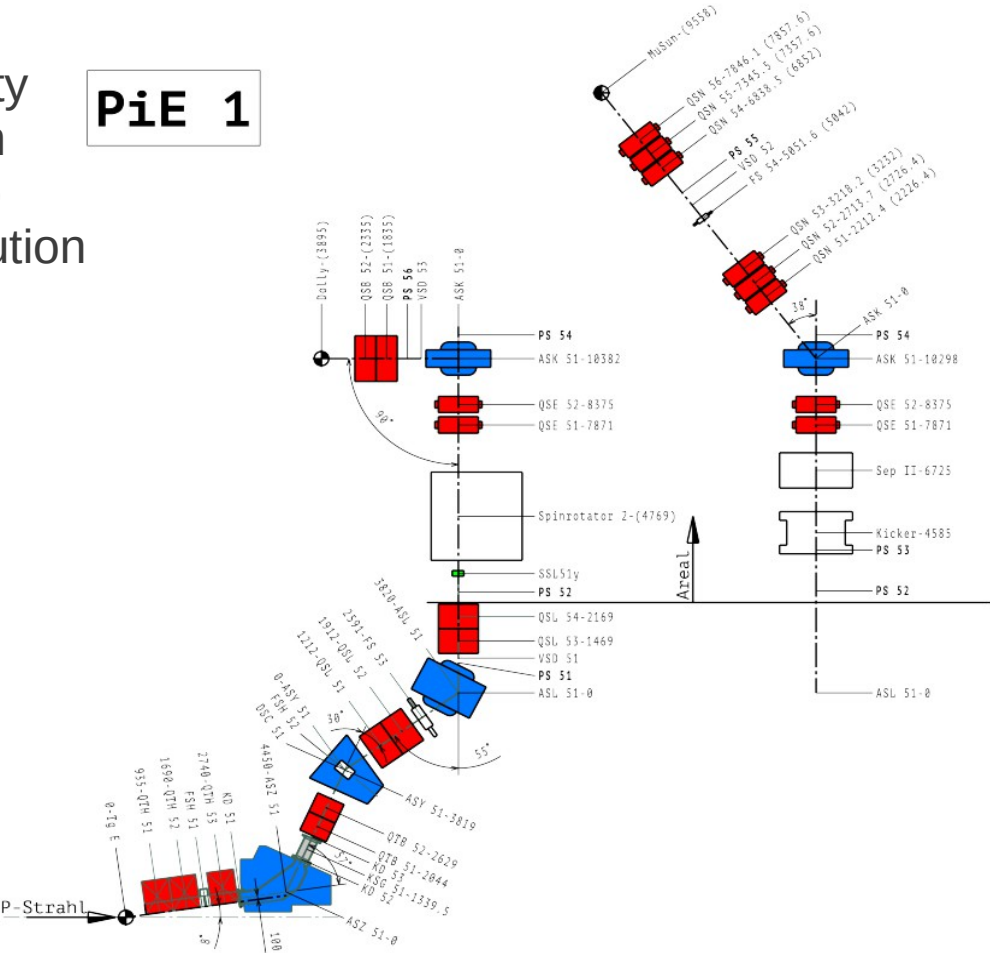 ty
n
ution
PiE 1
MuSun-(9558)
QSN 56-7846.1 (7857.6)
QSN 55-7345.5 (7357.6)
QSN 54-6838.5 (6852)
PS 55
VSD 52
FS 54-5051.6 (5042)
QSN 53-3218.2 (3232)
QSN 52-2713.7 (2726.4)
QSN 51-2212.4 (2226.4)
38°
ASK 51-0
PS 54
ASK 51-10298
QSE 52-8375
QSE 51-7871
Sep II-6725
Kicker-4585
PS 53
PS 52
ASL 51-0
Dolly-(3895)
QSB 52-(2335)
QSB 51-(1835)
PS 56
VSD 53
ASK 51-0
PS 54
ASK 51-10382
90°
QSE 52-8375
QSE 51-7871
Spinrotator 2-(4769)
SSL51y
PS 52
Areal
QSL 54-2169
QSL 53-1469
VSD 51
PS 51
ASL 51-0
3820-ASL 51
2591-FS 53
1912-QSL 52
1212-QSL 51
0-ASY 51
FSH 52
DSC 51
30°
55°
ASY 51-3819
4450-ASZ 51
KD 51
2740-QTH 53
FSH 51
1690-QTH 52
935-QTH 51
0-Tg E
QTB 52-2629
QTB 51-2044
KD 53
KSG 51-1339.5
KD 52
37°
ASZ 51-0
P-Strahl
8°
100